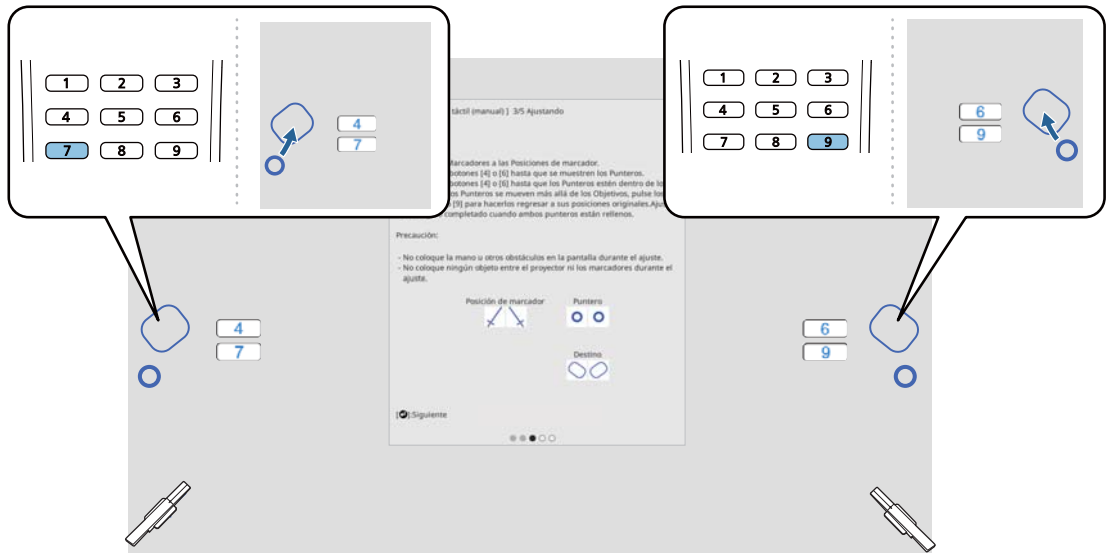 1 2 3
4 5 6
7 8 9
4
7
1 2 3
4 5 6
7 8 9
6
9
táctil (manual) ] 3/5 Ajustando
Marcadores a las Posiciones de marcador.
botones [4] o [6] hasta que se muestren los Punteros.
botones [4] o [6] hasta que los Punteros estén dentro de lo
os Punteros se mueven más allá de los Objetivos, pulse los
o [9] para hacerlos regresar a sus posiciones originales.Ajus
completado cuando ambos punteros están rellenos.
Precaución:
- No coloque la mano u otros obstáculos en la pantalla durante el ajuste.
- No coloque ningún objeto entre el proyector ni los marcadores durante el
ajuste.
Posición de marcador Puntero
Destino
[ ]:Siguiente
4
7
6
9